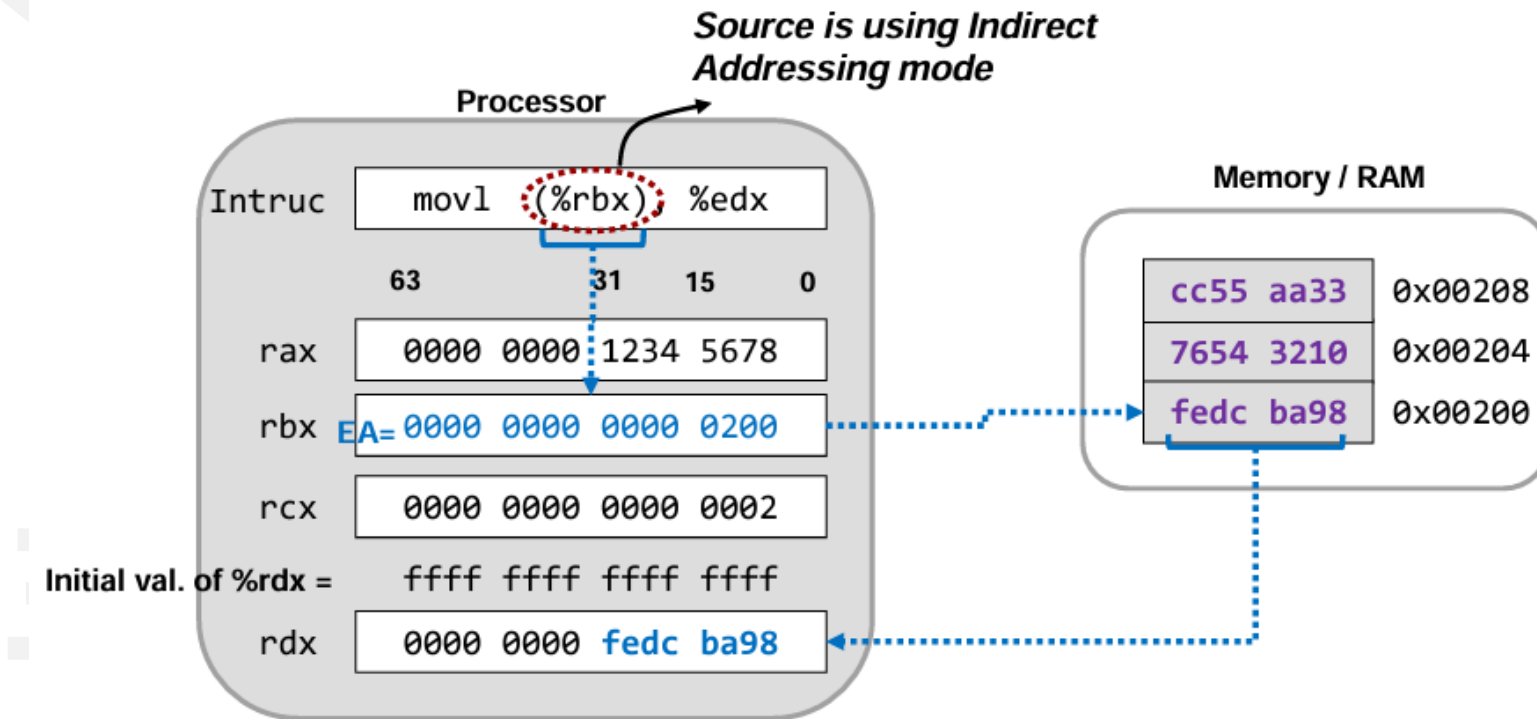 Source is using Indirect
Addressing mode
Processor
Intruc movl (%rbx), %edx
63 31 15 0
rax 0000 0000 1234 5678
rbx EA= 0000 0000 0000 0200
rcx 0000 0000 0000 0002
Initial val. of %rdx = ffff ffff ffff ffff
rdx 0000 0000 fedc ba98
Memory / RAM
cc55 aa33 0x00208
7654 3210 0x00204
fedc ba98 0x00200